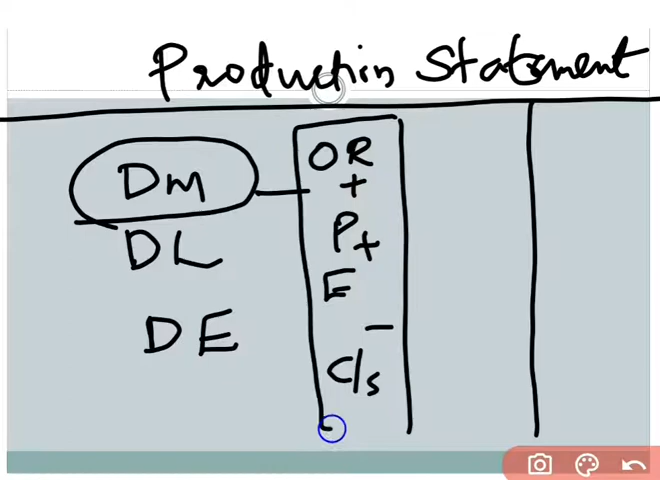 Production Statement
Dm
DL
DE
OR
+
P+
E
-
C/s